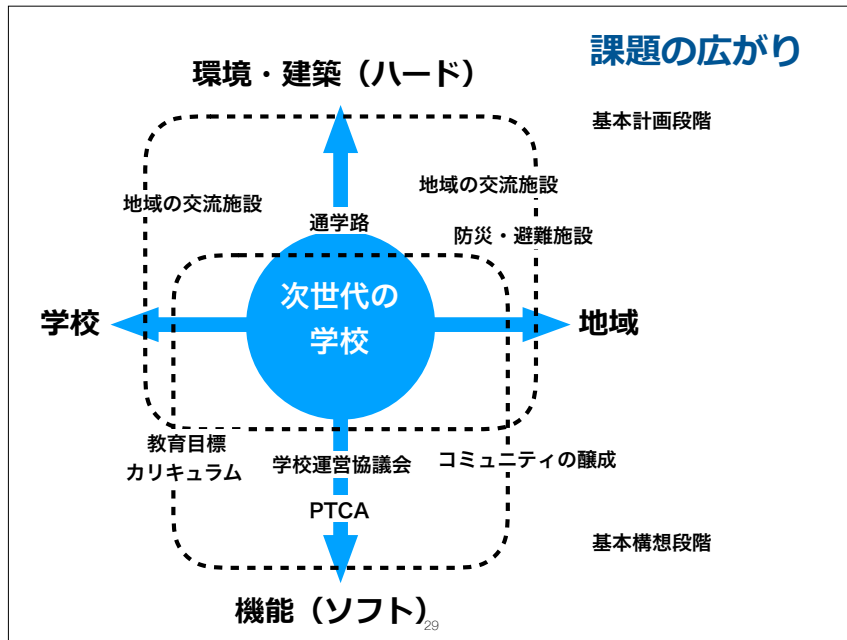 課題の広がり
環境・建築（ハード）
基本計画段階
地域の交流施設
地域の交流施設
通学路
防災・避難施設
次世代の
学校
学校
地域
教育目標
カリキュラム
学校運営協議会
コミュニティの醸成
PTCA
基本構想段階
機能（ソフト）
29